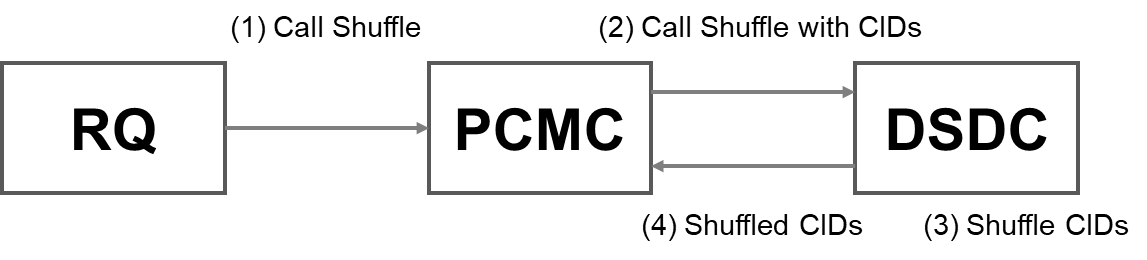 (1) Call Shuffle
(2) Call Shuffle with CIDs
RQ
PCMC
DSDC
(4) Shuffled CIDs
(3) Shuffle CIDs